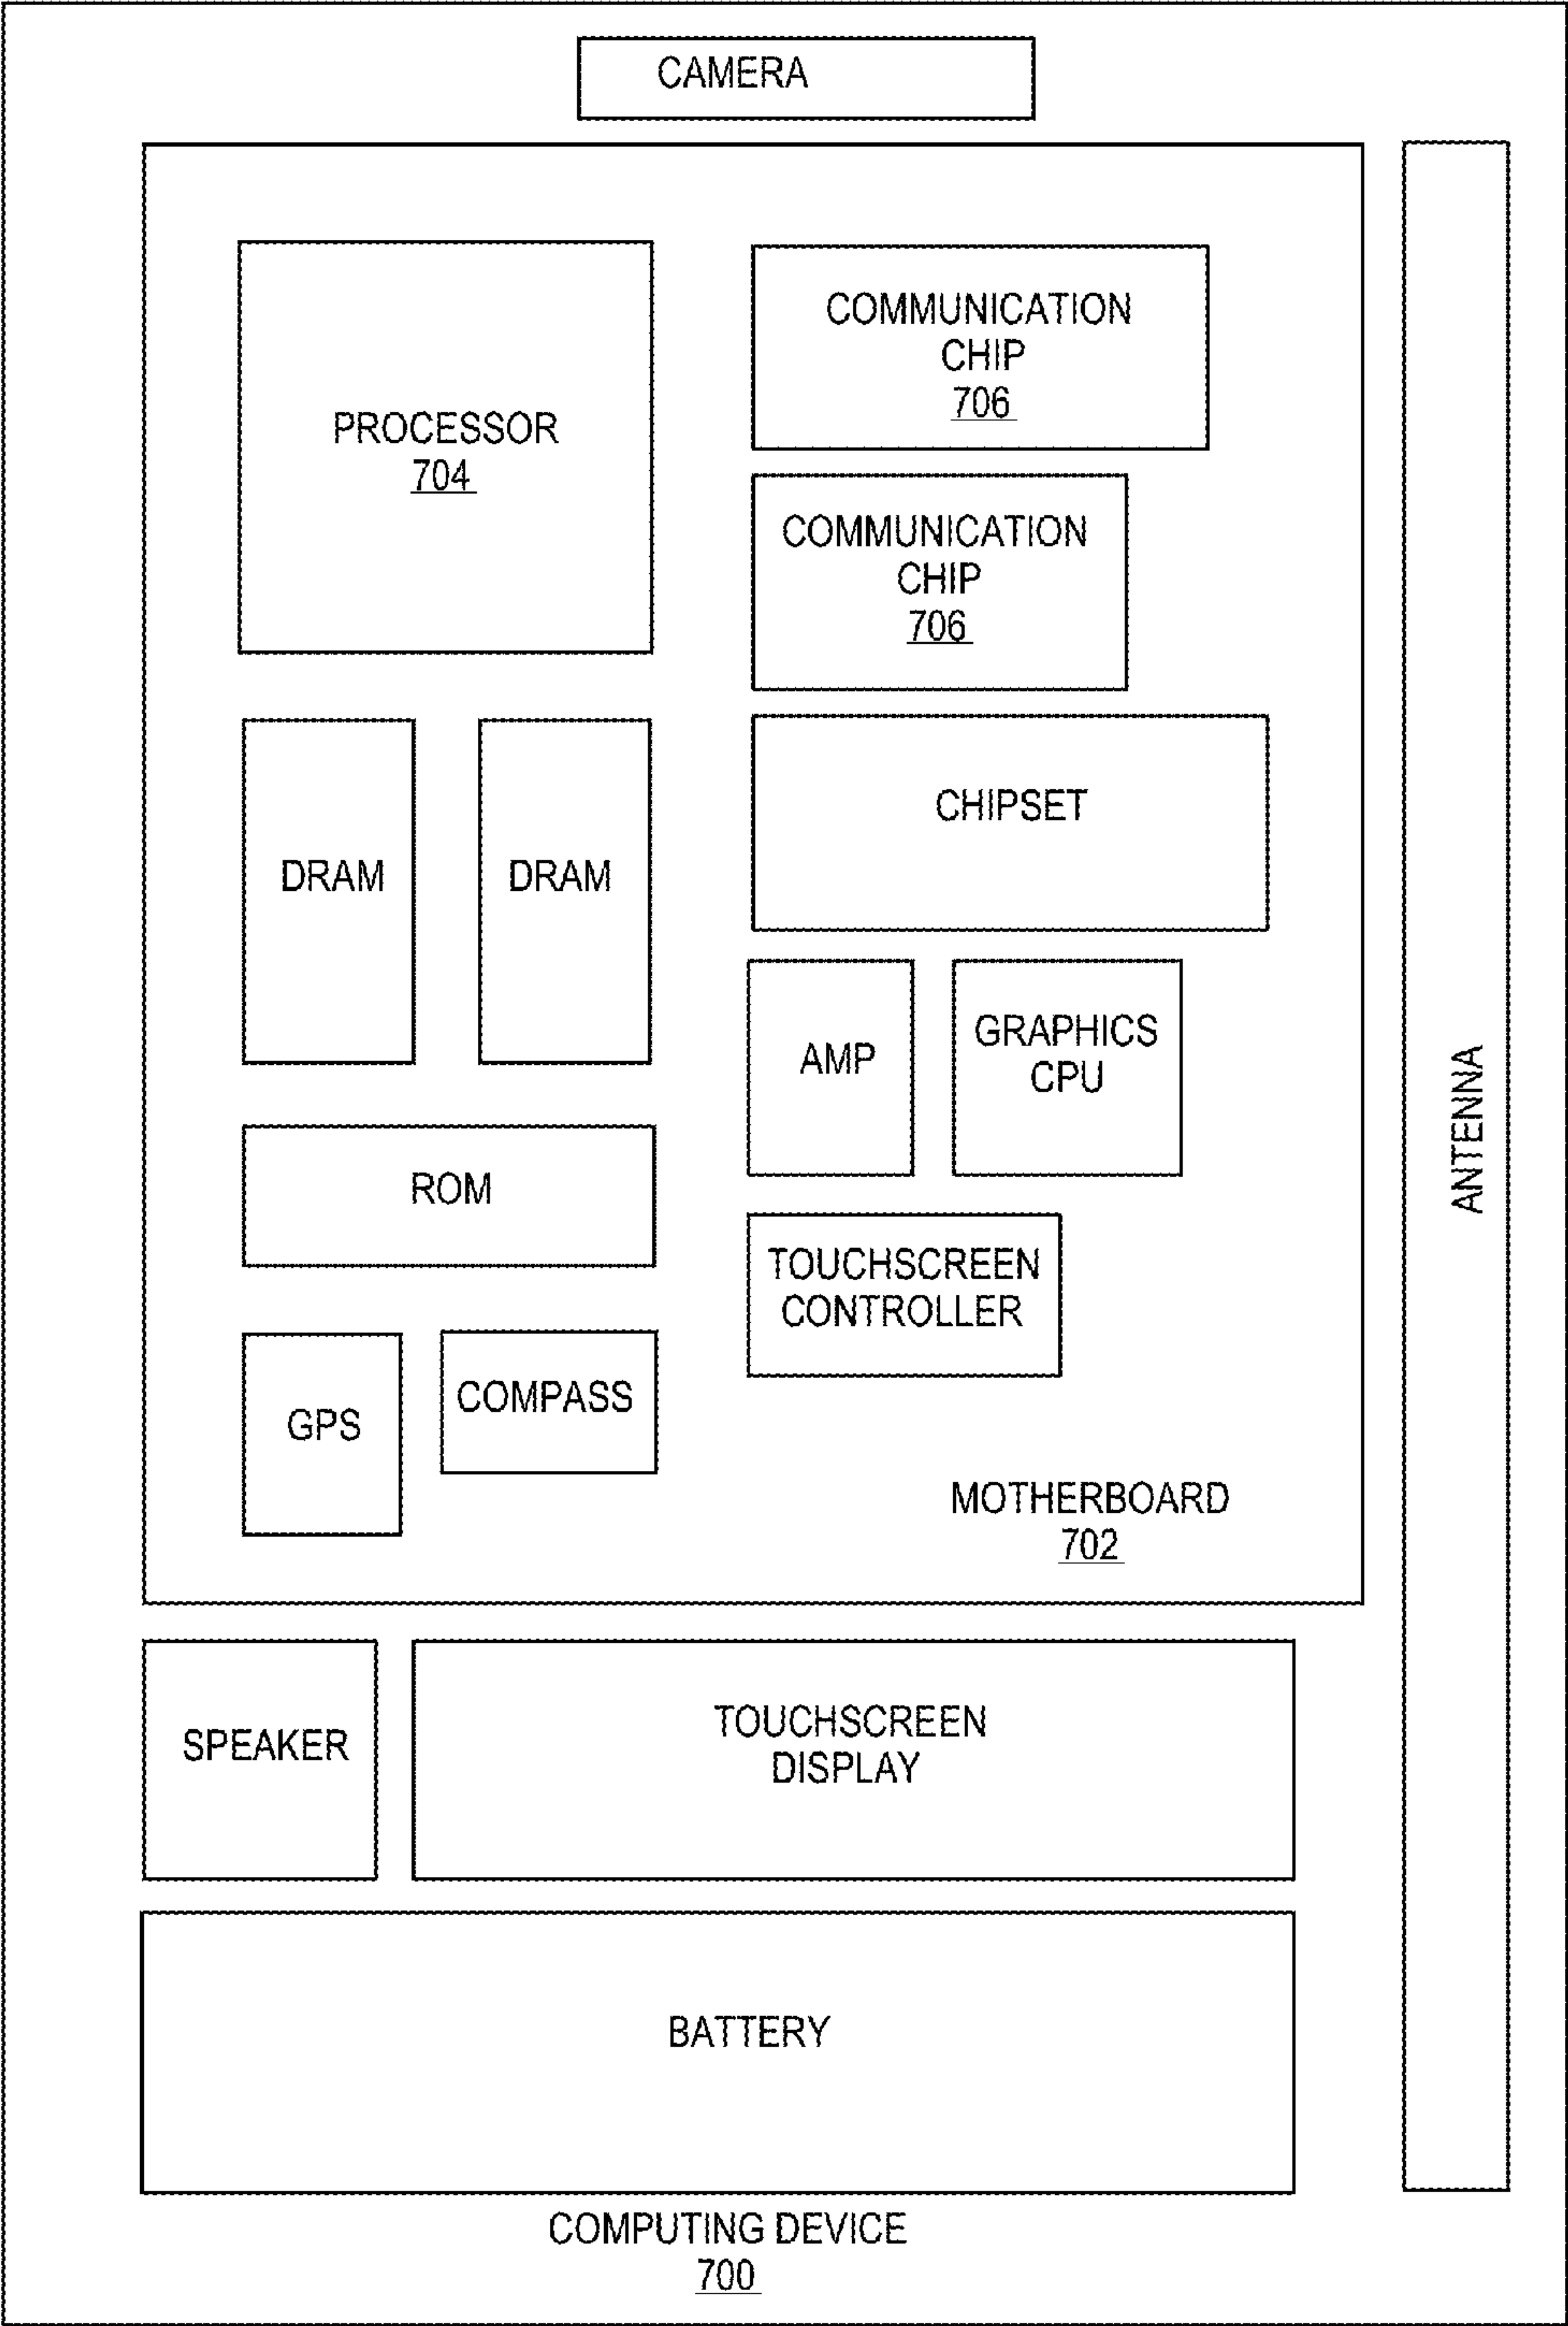 CAMERA
PROCESSOR
704
COMMUNICATION
CHIP
706
COMMUNICATION
CHIP
706
DRAM
DRAM
CHIPSET
AMP
GRAPHICS
CPU
ROM
TOUCHSCREEN
CONTROLLER
GPS
COMPASS
MOTHERBOARD
702
ANTENNA
SPEAKER
TOUCHSCREEN
DISPLAY
BATTERY
COMPUTING DEVICE
700